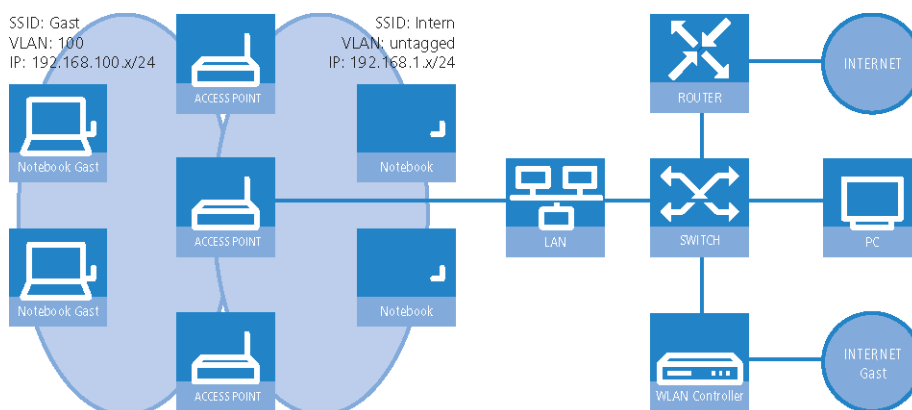 SSID: Gast
VLAN: 100
IP: 192.168.100.x/24
SSID: Intern
VLAN: untagged
IP: 192.168.1.x/24
ACCESS POINT
ROUTER
INTERNET
Notebook Gast
Notebook
ACCESS POINT
LAN
SWITCH
PC
Notebook Gast
Notebook
ACCESS POINT
WLAN Controller
INTERNET
Gast